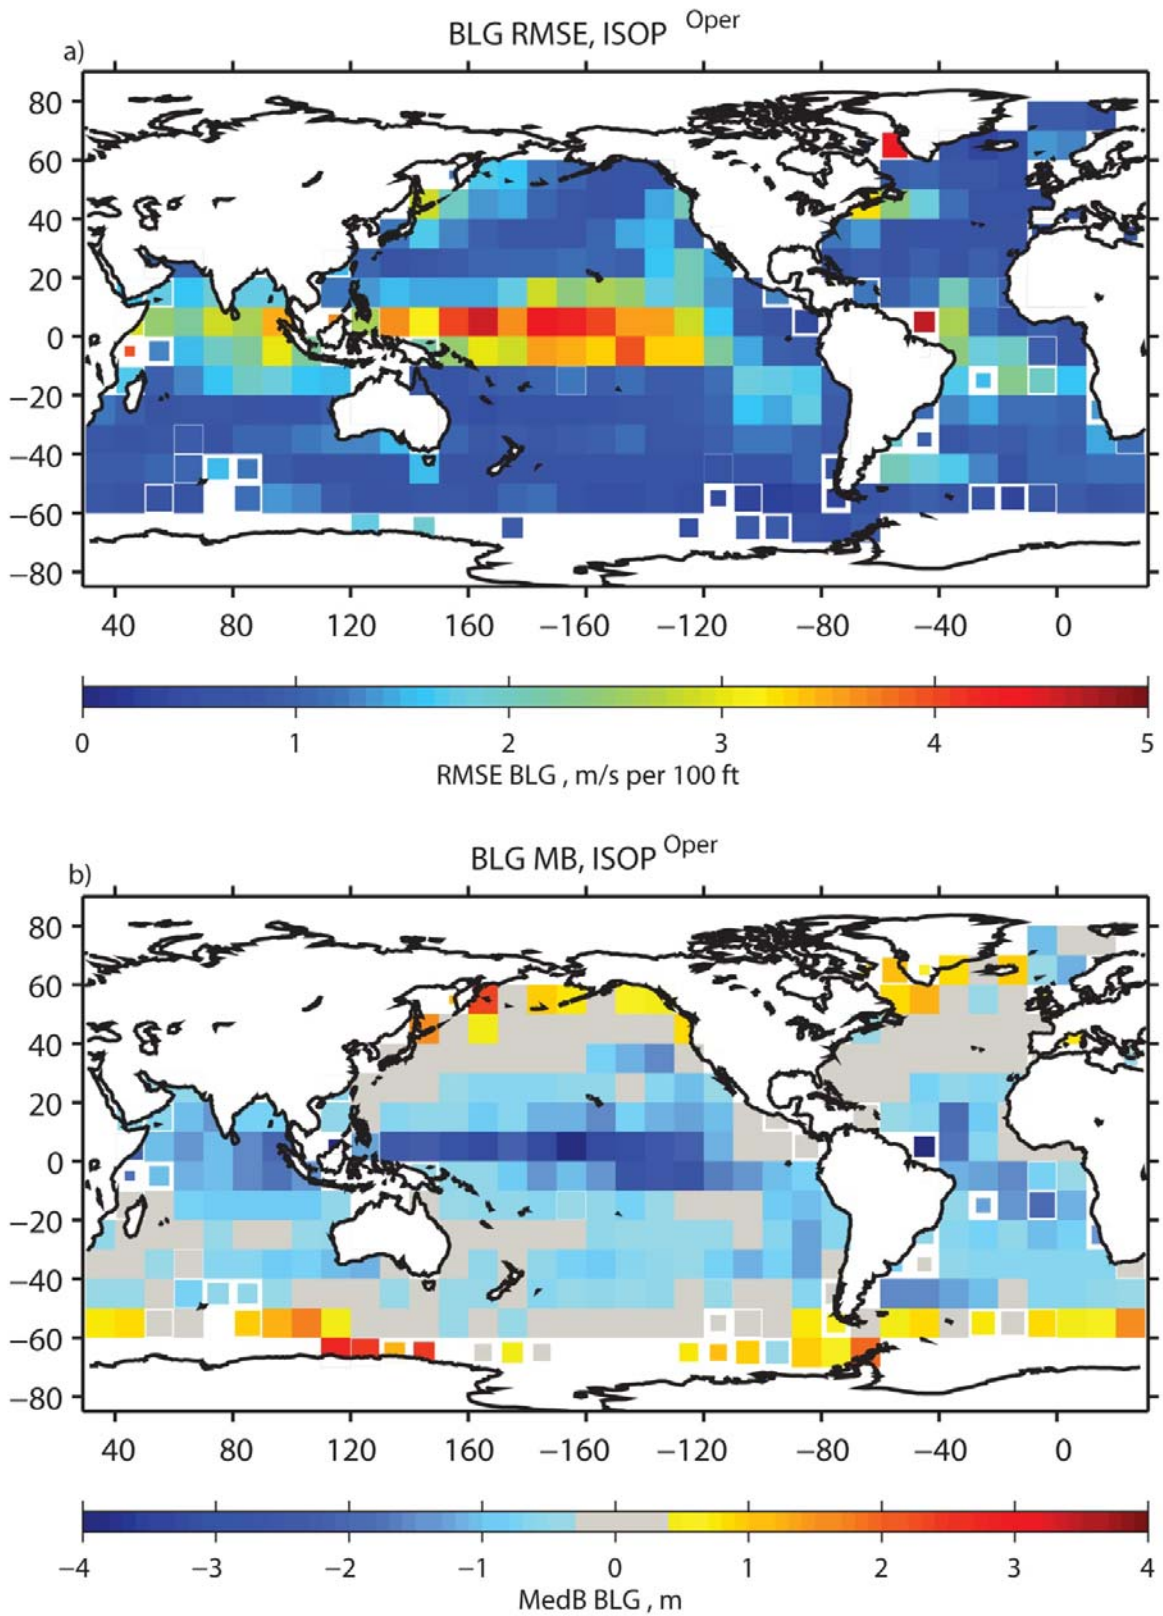 BLG RMSE, ISOP Oper
a)
80
60
40
20
0
−20
−40
−60
−80
40 80 120 160 −160 −120 −80 −40 0
0 1 2 3 4 5
RMSE BLG , m/s per 100 ft
BLG MB, ISOP Oper
b)
80
60
40
20
0
−20
−40
−60
−80
40 80 120 160 −160 −120 −80 −40 0
−4 −3 −2 −1 0 1 2 3 4
MedB BLG , m